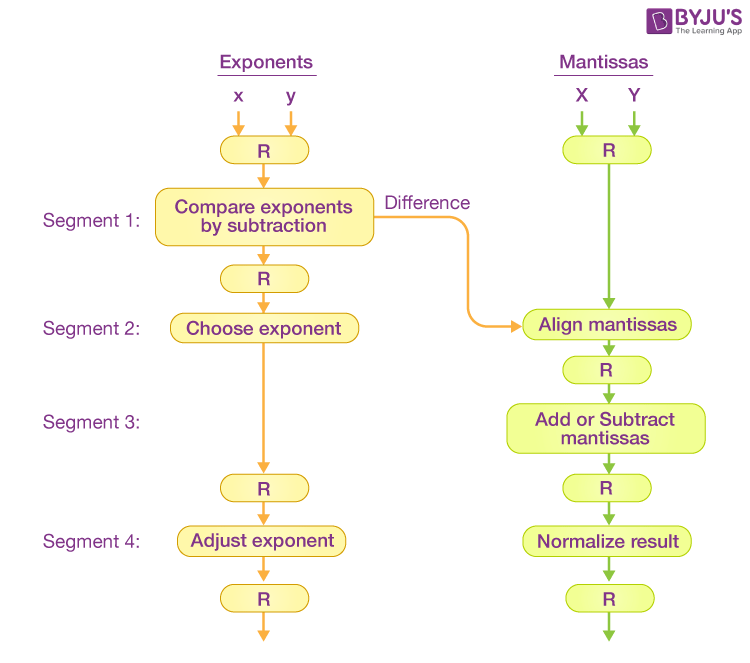 BYJU'S
The Learning App
Exponents
Mantissas
x
y
X
Y
R
R
Segment 1:
Compare exponents
by subtraction
Difference
R
Segment 2:
Choose exponent
Align mantissas
R
Segment 3:
Add or Subtract
mantissas
R
R
Segment 4:
Adjust exponent
Normalize result
R
R